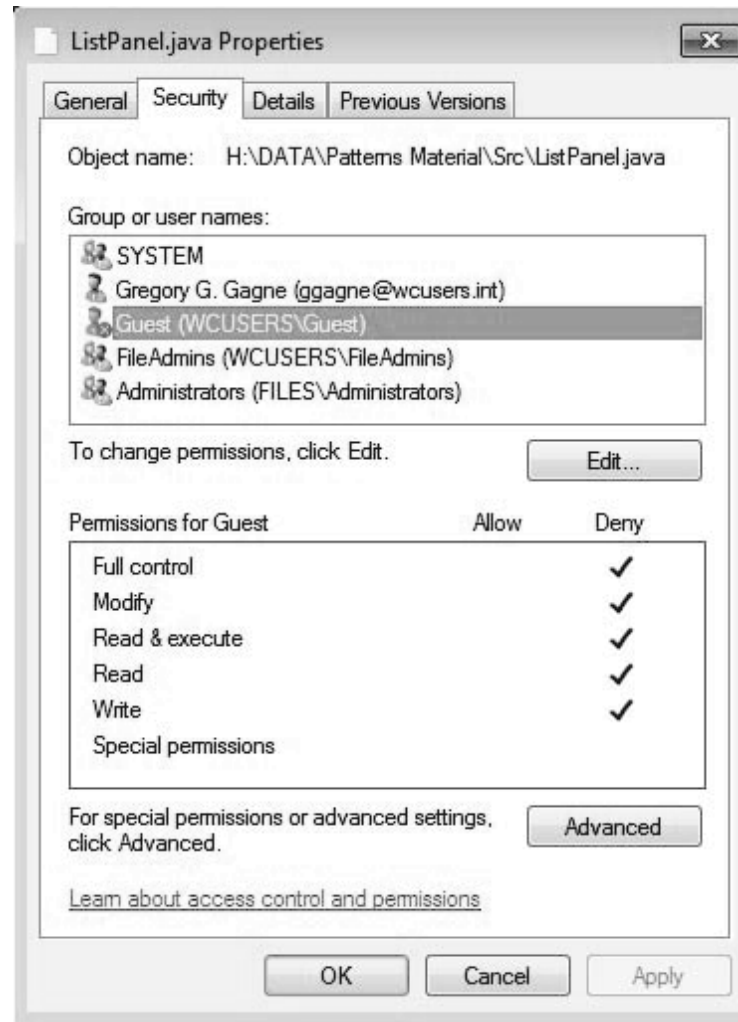 ListPanel.java Properties
General Security Details Previous Versions
Object name: H:\DATA\Patterns Material\Src\ListPanel.java
Group or user names:
SYSTEM
Gregory G. Gagne (ggagne@wcusers.int)
Guest (WCUSERS\Guest)
FileAdmins (WCUSERS\FileAdmins)
Administrators (FILES\Administrators)
To change permissions, click Edit. Edit...
Permissions for Guest Allow Deny
Full control
Modify
Read & execute
Read
Write
Special permissions
For special permissions or advanced settings,
click Advanced. Advanced
Learn about access control and permissions
OK Cancel Apply